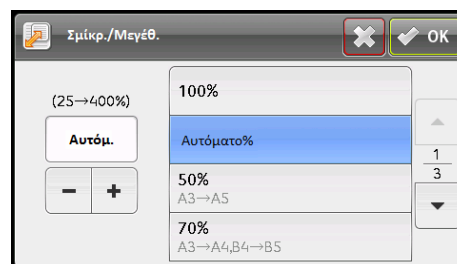 Σμίκρ./Μεγέθ.
OK
(25→400%)
Αυτόμ.
100%
Αυτόματο%
50%
A3→A5
70%
A3→A4,B4→B5
1
3